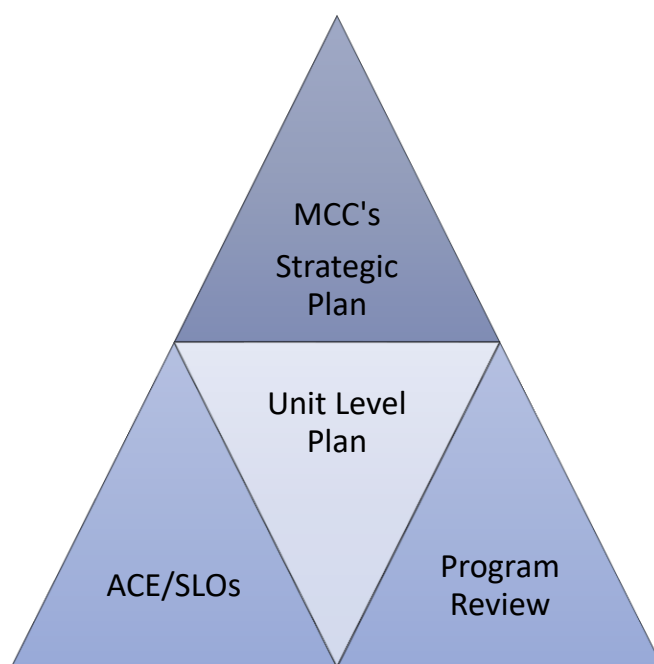 MCC's
Strategic
Plan
Unit Level
Plan
ACE/SLOs
Program
Review